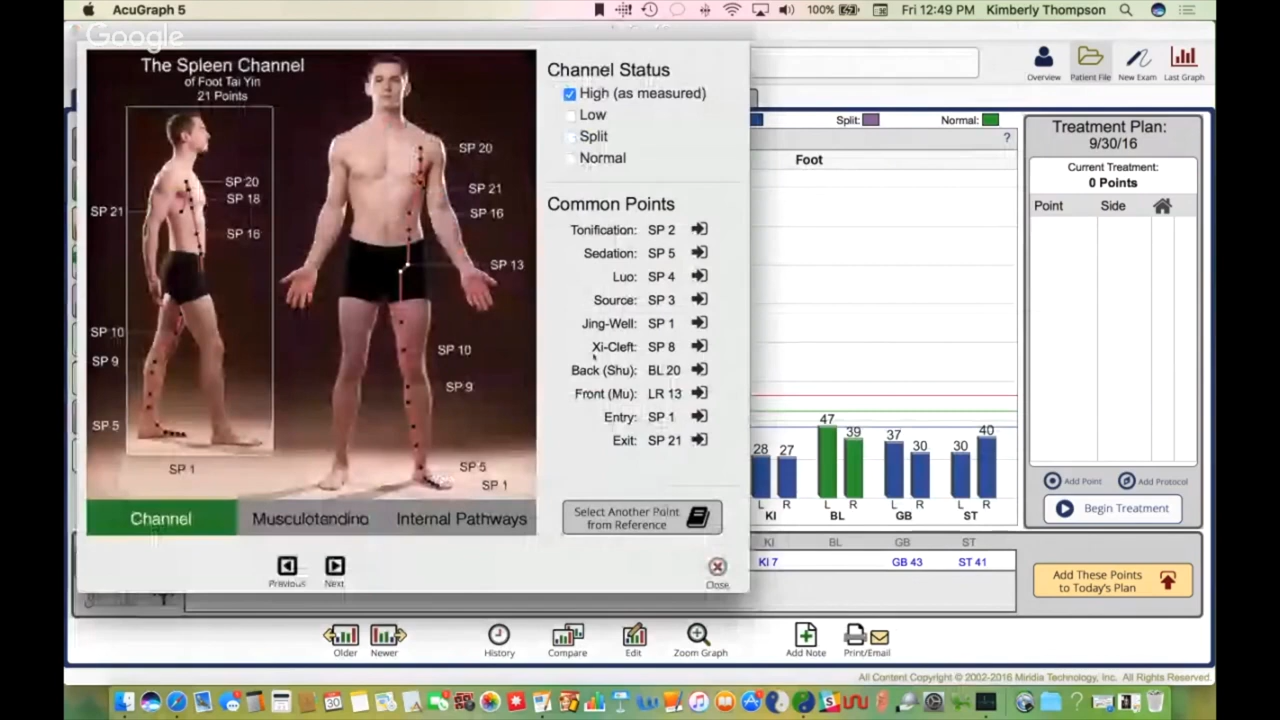 AcuGraph 5
100%
Fri 12:49 PM
Kimberly Thompson
Google
The Spleen Channel
of Foot Tai Yin
21 Points
SP 20
SP 18
SP 21
SP 16
SP 10
SP 9
SP 5
SP 1
SP 20
SP 21
SP 16
SP 13
SP 10
SP 9
SP 5
SP 1
Channel
Musculotendino
Internal Pathways
Previous
Next
Channel Status
High (as measured)
Low
Split
Normal
Common Points
Tonification: SP 2
Sedation: SP 5
Luo: SP 4
Source: SP 3
Jing-Well: SP 1
Xi-Cleft: SP 8
Back (Shu): BL 20
Front (Mu): LR 13
Entry: SP 1
Exit: SP 21
Select Another Point
from Reference
Close
Overview
Patient File
New Exam
Last Graph
Split:
Normal:
?
Foot
47
39
28
27
37
30
30
40
L R L R L R L R
KI BL GB ST
KI BL GB ST
KI 7 GB 43 ST 41
Treatment Plan:
9/30/16
Current Treatment:
0 Points
Point Side
Add Point
Add Protocol
Begin Treatment
Add These Points
to Today's Plan
Older
Newer
History
Compare
Edit
Zoom Graph
Add Note
Print/Email
All Content Copyright © 2002-2016 Miridia Technology, Inc. All Rights Reserved.
30